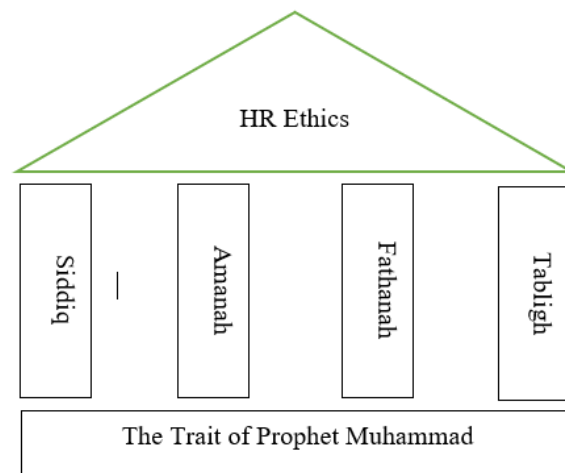 HR Ethics
Siddiq
Amanah
Fathanah
Tabligh
The Trait of Prophet Muhammad